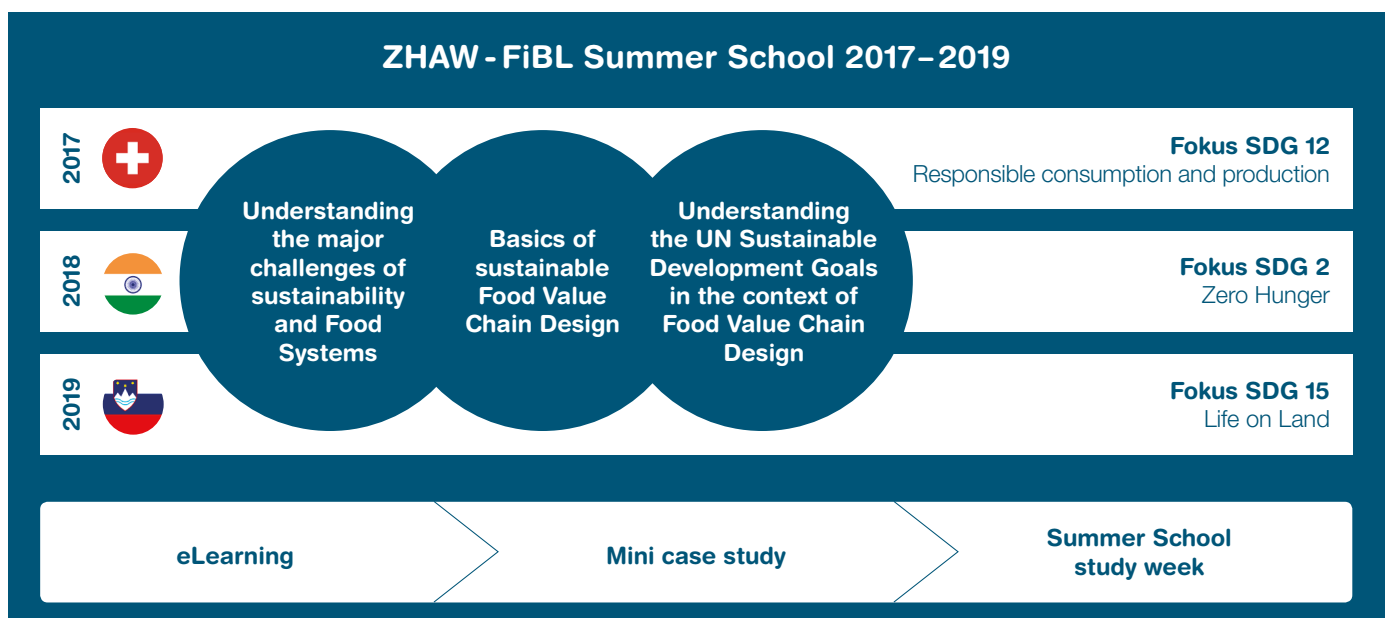 ZHAW - FiBL Summer School 2017–2019
2017
Fokus SDG 12
Responsible consumption and production
2018
Fokus SDG 2
Zero Hunger
2019
Fokus SDG 15
Life on Land
Understanding
the major
challenges of
sustainability
and Food
Systems
Basics of
sustainable
Food Value
Chain Design
Understanding
the UN Sustainable
Development Goals
in the context of
Food Value Chain
Design
eLearning
Mini case study
Summer School
study week